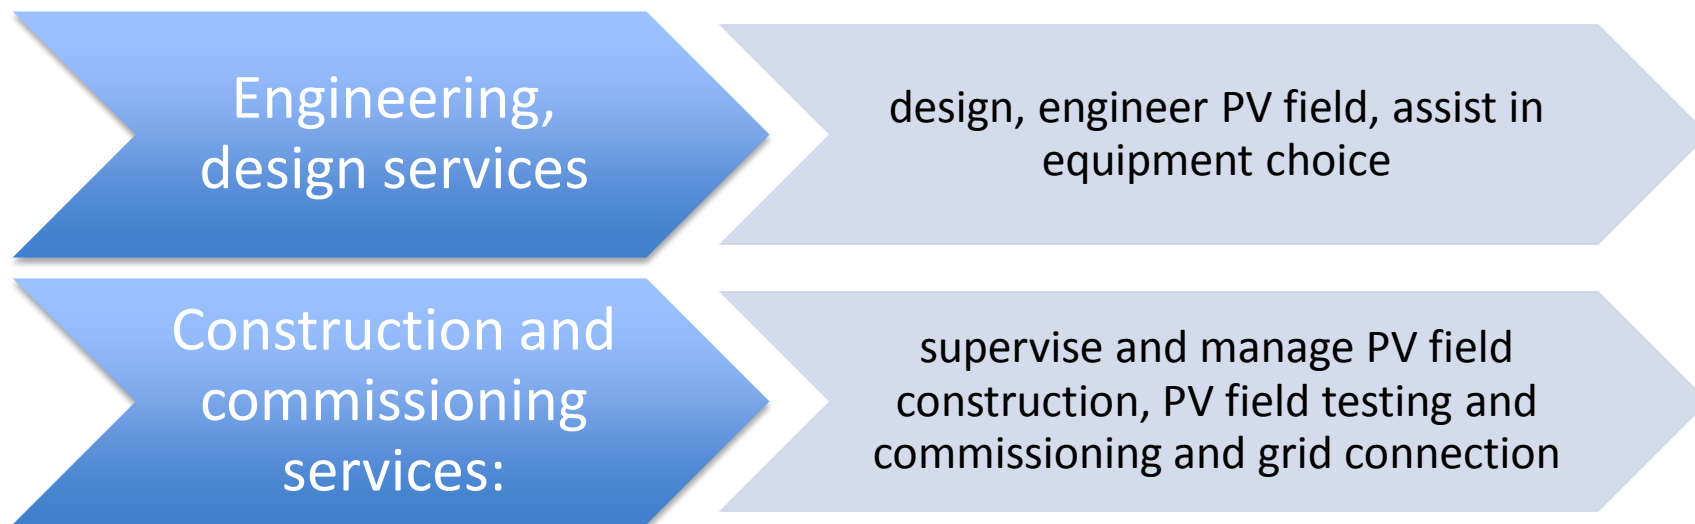 Engineering,
design services
design, engineer PV field, assist in
equipment choice
Construction and
commissioning
services:
supervise and manage PV field
construction, PV field testing and
commissioning and grid connection